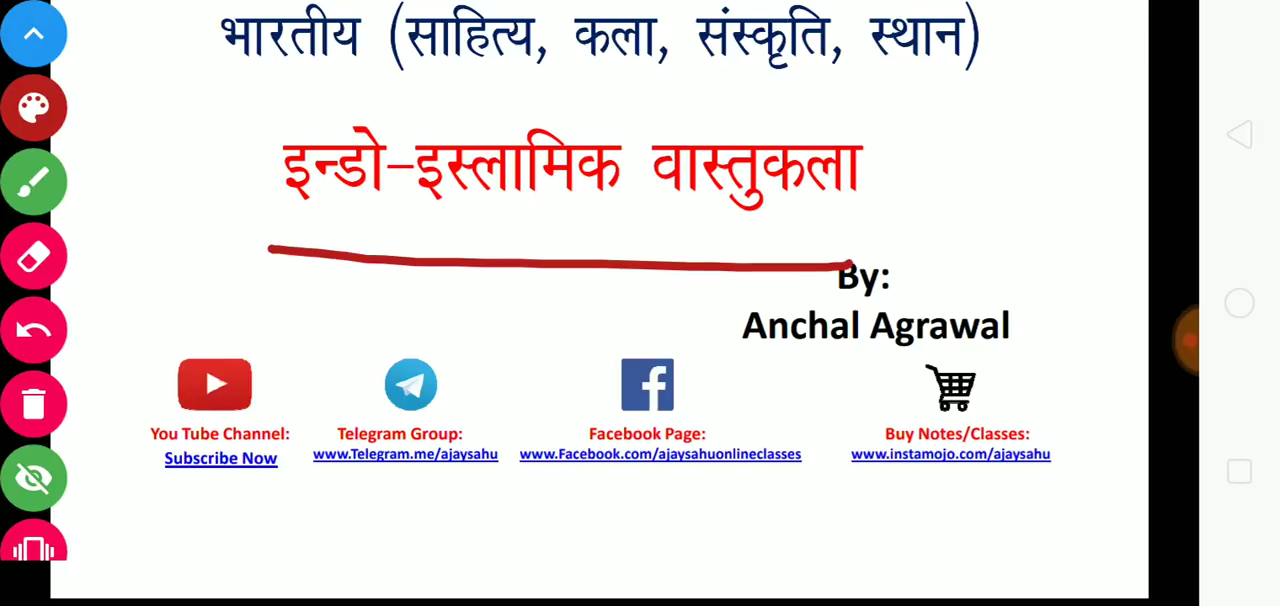 भारतीय (साहित्य, कला, संस्कृति, स्थान)
इन्डो-इस्लामिक वास्तुकला
By:
Anchal Agrawal
You Tube Channel:
Subscribe Now
Telegram Group:
www.Telegram.me/ajaysahu
Facebook Page:
www.Facebook.com/ajaysahuonlineclasses
Buy Notes/Classes:
www.instamojo.com/ajaysahu